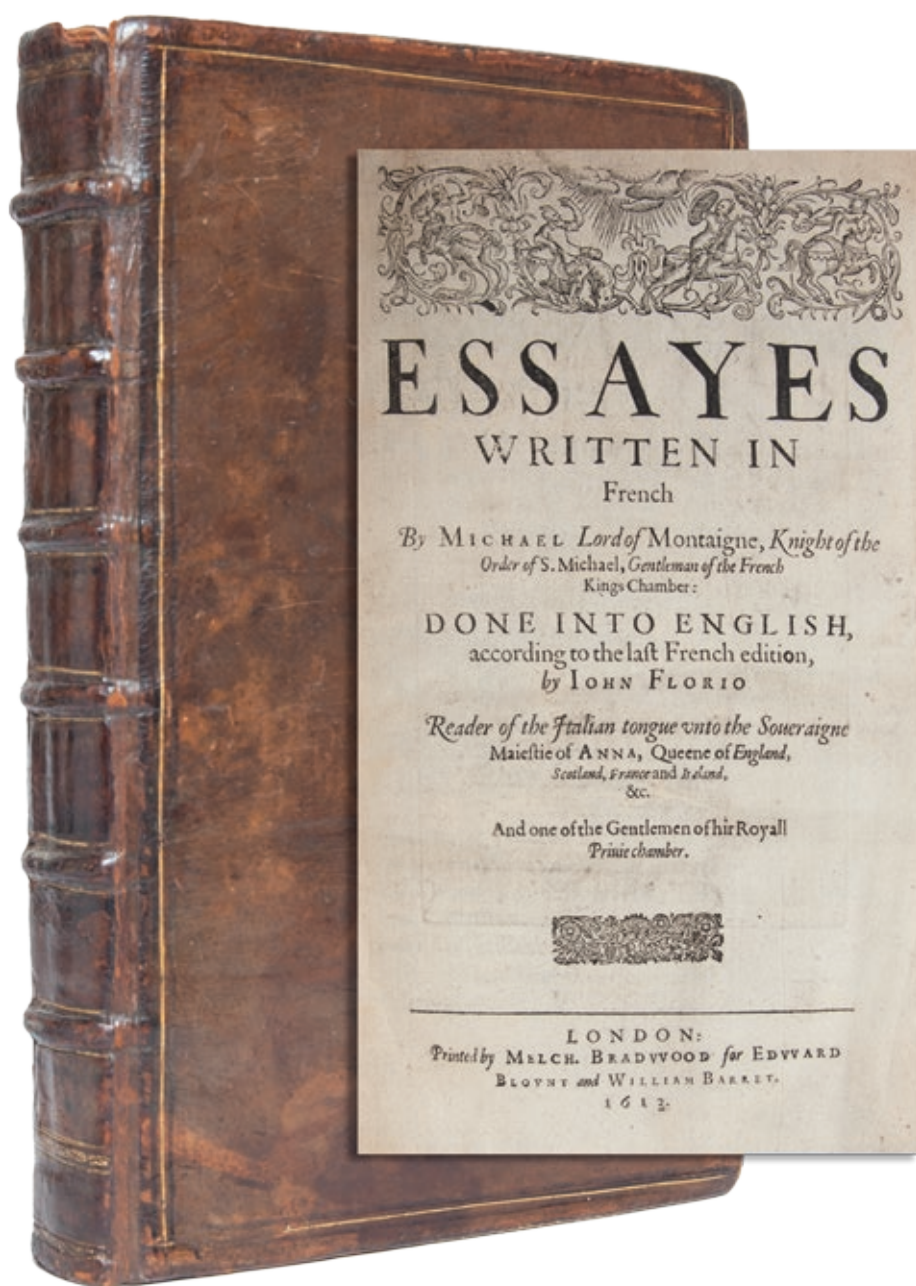 ESSAYES
WRITTEN IN
French
By MICHAEL Lord of Montaigne, Knight of the
Order of S. Michael, Gentleman of the French
Kings Chamber:
DONE INTO ENGLISH,
according to the laſt French edition,
by IOHN FLORIO
Reader of the Italian tongue vnto the Soueraigne
Maieſtie of ANNA, Queene of England,
Scotland, France and Ireland,
&c.
And one of the Gentlemen of hir Royall
Priuie chamber.
LONDON:
Printed by MELCH. BRADVVOOD for EDVVARD
BLOVNT and WILLIAM BARRET.
1613.